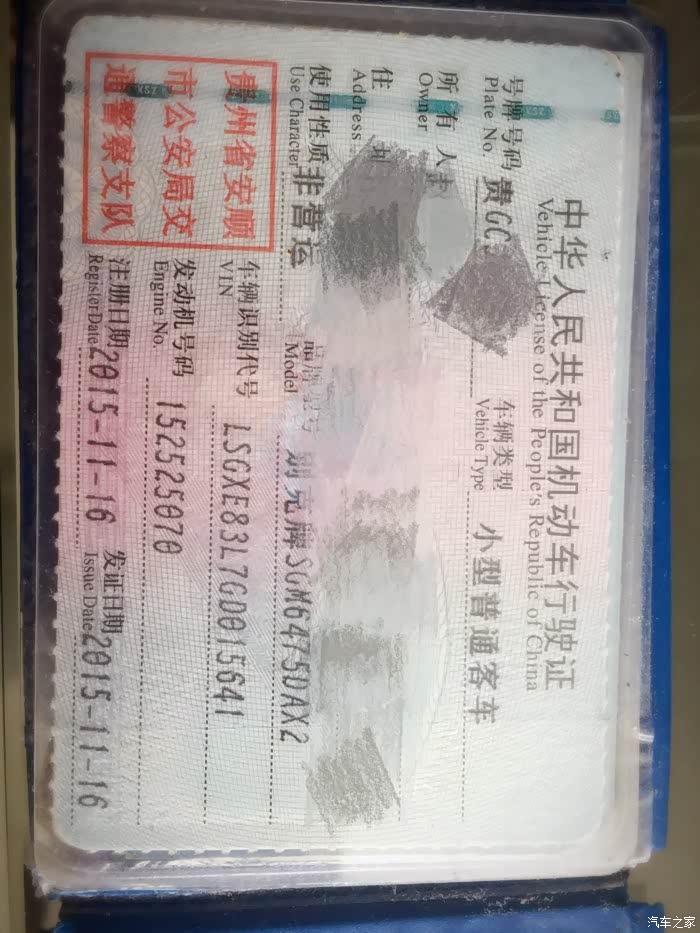 中华人民共和国机动车行驶证
Vehicle License of the People's Republic of China
号牌号码 贵GC 车辆类型 小型普通客车
Plate No. Vehicle Type
所有人
Owner
住址
Address
使用性质 非营运 品牌型号 别克牌SGM6475DAX2
Use Character Model
贵州省安顺
市公安局交
通警察支队
车辆识别代号 LSGXE83L7GD015641
VIN
发动机号码 152525070
Engine No.
注册日期 2015-11-16 发证日期 2015-11-16
Register Date Issue Date
汽车之家